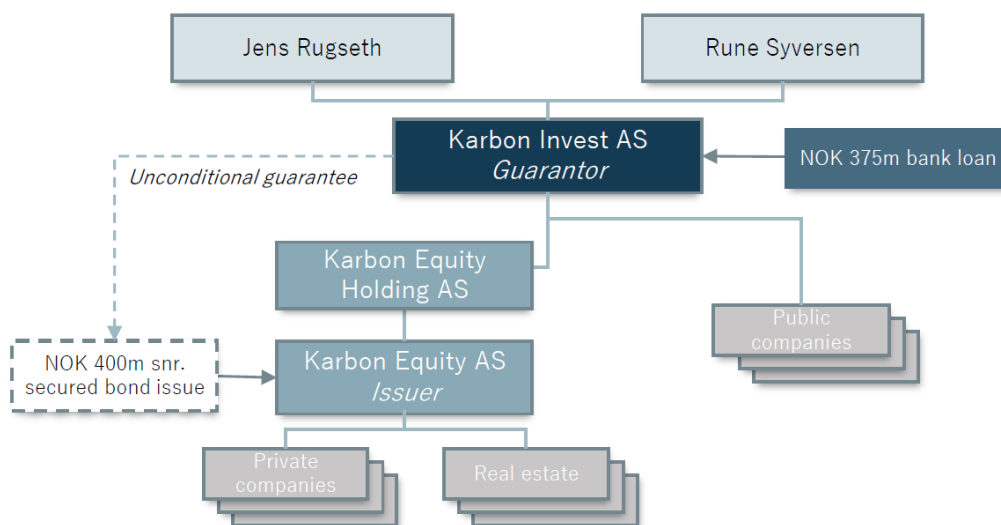 Jens Rugseth
Rune Syversen
Karbon Invest AS
Guarantor
NOK 375m bank loan
Unconditional guarantee
Karbon Equity
Holding AS
Public
companies
NOK 400m snr.
secured bond issue
Karbon Equity AS
Issuer
Private
companies
Real estate